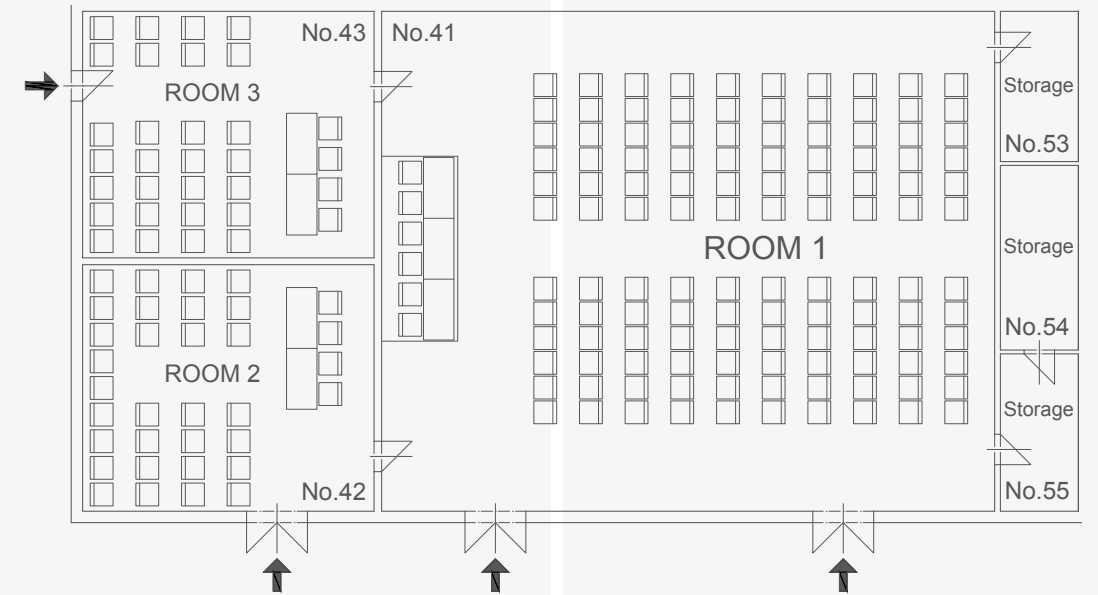 No.43
No.41
ROOM 3
Storage
No.53
ROOM 1
Storage
No.54
ROOM 2
Storage
No.42
No.55